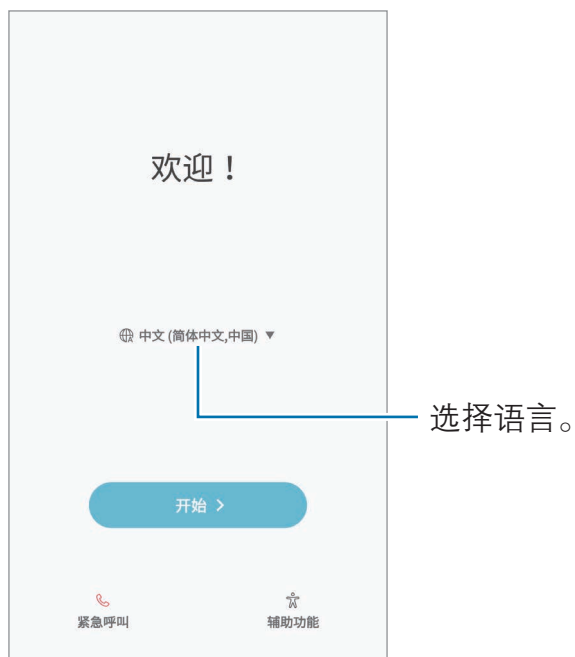 欢迎！
中文 (简体中文,中国) ▼
选择语言。
开始 >
紧急呼叫
辅助功能